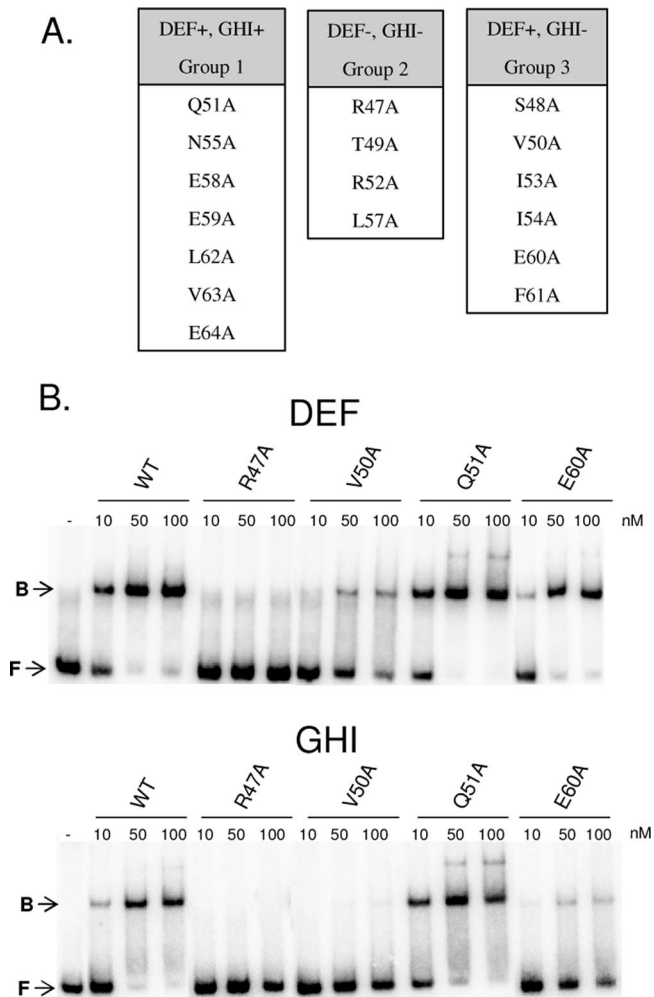 A.
DEF+, GHI+ DEF-, GHI- DEF+, GHI-
Group 1 Group 2 Group 3
Q51A R47A S48A
N55A T49A V50A
E58A R52A I53A
E59A L57A I54A
L62A E60A
V63A F61A
E64A
B.
DEF
WT R47A V50A Q51A E60A
- 10 50 100 10 50 100 10 50 100 10 50 100 10 50 100 nM
B
F
GHI
WT R47A V50A Q51A E60A
- 10 50 100 10 50 100 10 50 100 10 50 100 10 50 100 nM
B
F